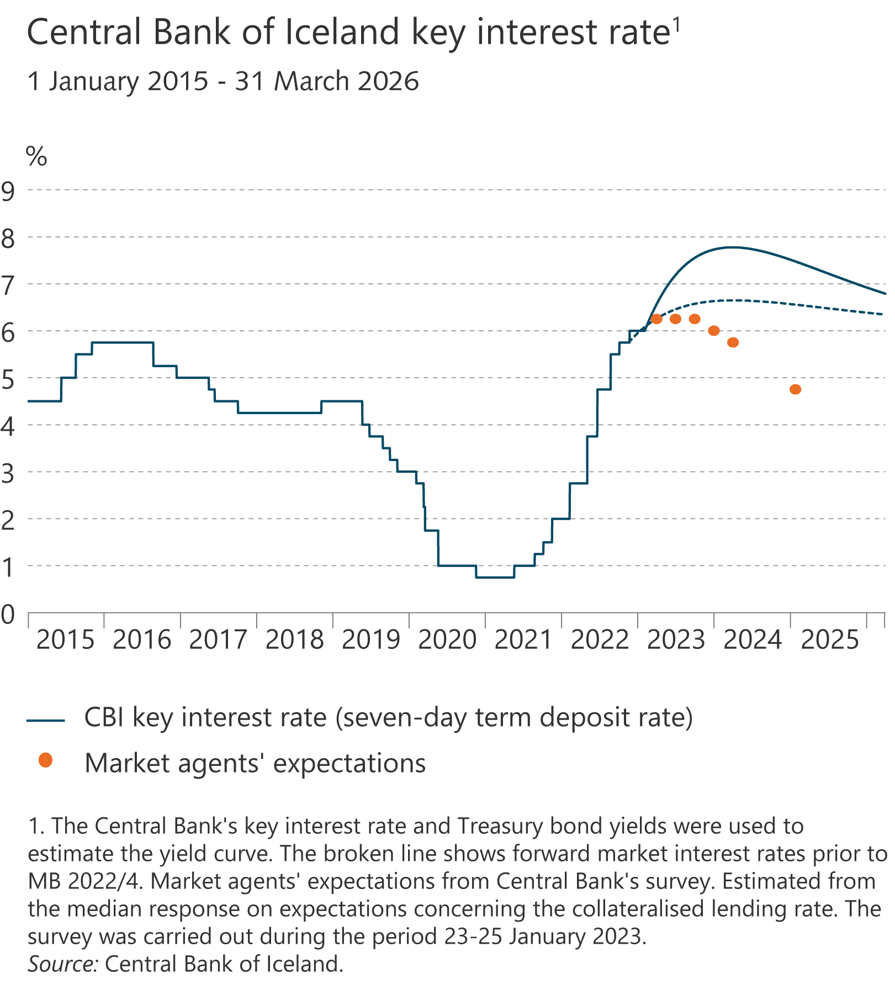 Central Bank of Iceland key interest rate¹
1 January 2015 - 31 March 2026
%
9
8
7
6
5
4
3
2
1
0
2015 2016 2017 2018 2019 2020 2021 2022 2023 2024 2025
CBI key interest rate (seven-day term deposit rate)
Market agents' expectations
1. The Central Bank's key interest rate and Treasury bond yields were used to
estimate the yield curve. The broken line shows forward market interest rates prior to
MB 2022/4. Market agents' expectations from Central Bank's survey. Estimated from
the median response on expectations concerning the collateralised lending rate. The
survey was carried out during the period 23-25 January 2023.
Source: Central Bank of Iceland.